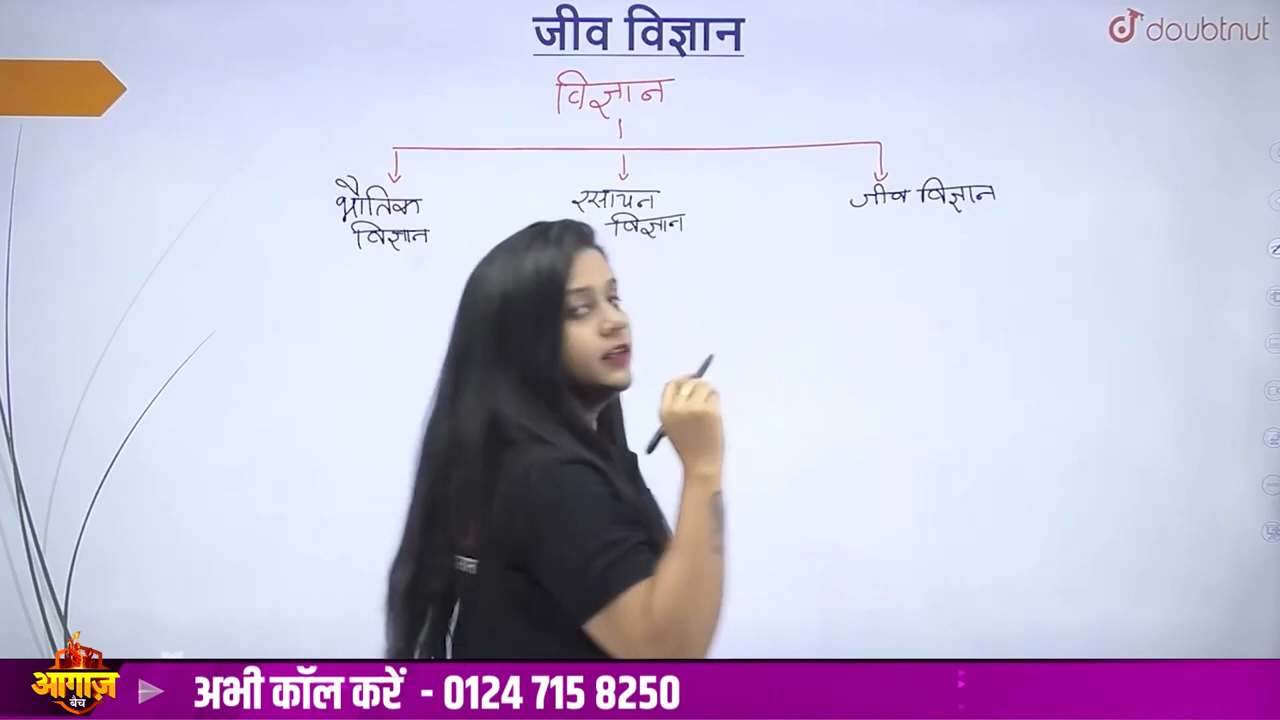 जीव विज्ञान
doubtnut
विज्ञान
भौतिक
विज्ञान
रसायन
विज्ञान
जीव विज्ञान
आगाज़
बैच
अभी कॉल करें - 0124 715 8250